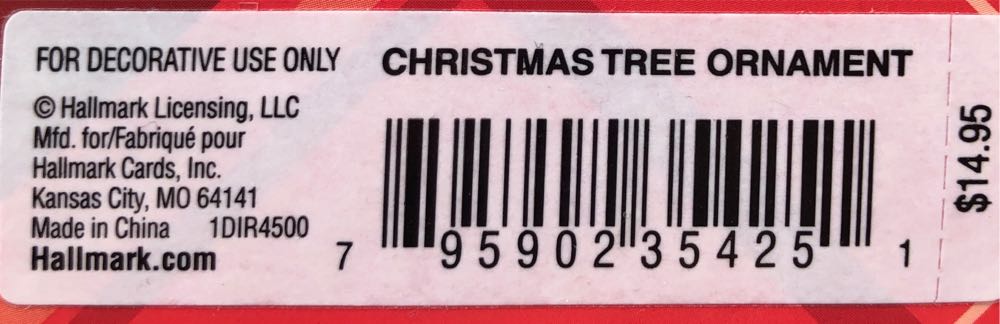 FOR DECORATIVE USE ONLY
© Hallmark Licensing, LLC
Mfd. for/Fabriqué pour
Hallmark Cards, Inc.
Kansas City, MO 64141
Made in China 1DIR4500
Hallmark.com
CHRISTMAS TREE ORNAMENT
7 95902 35425 1
$14.95